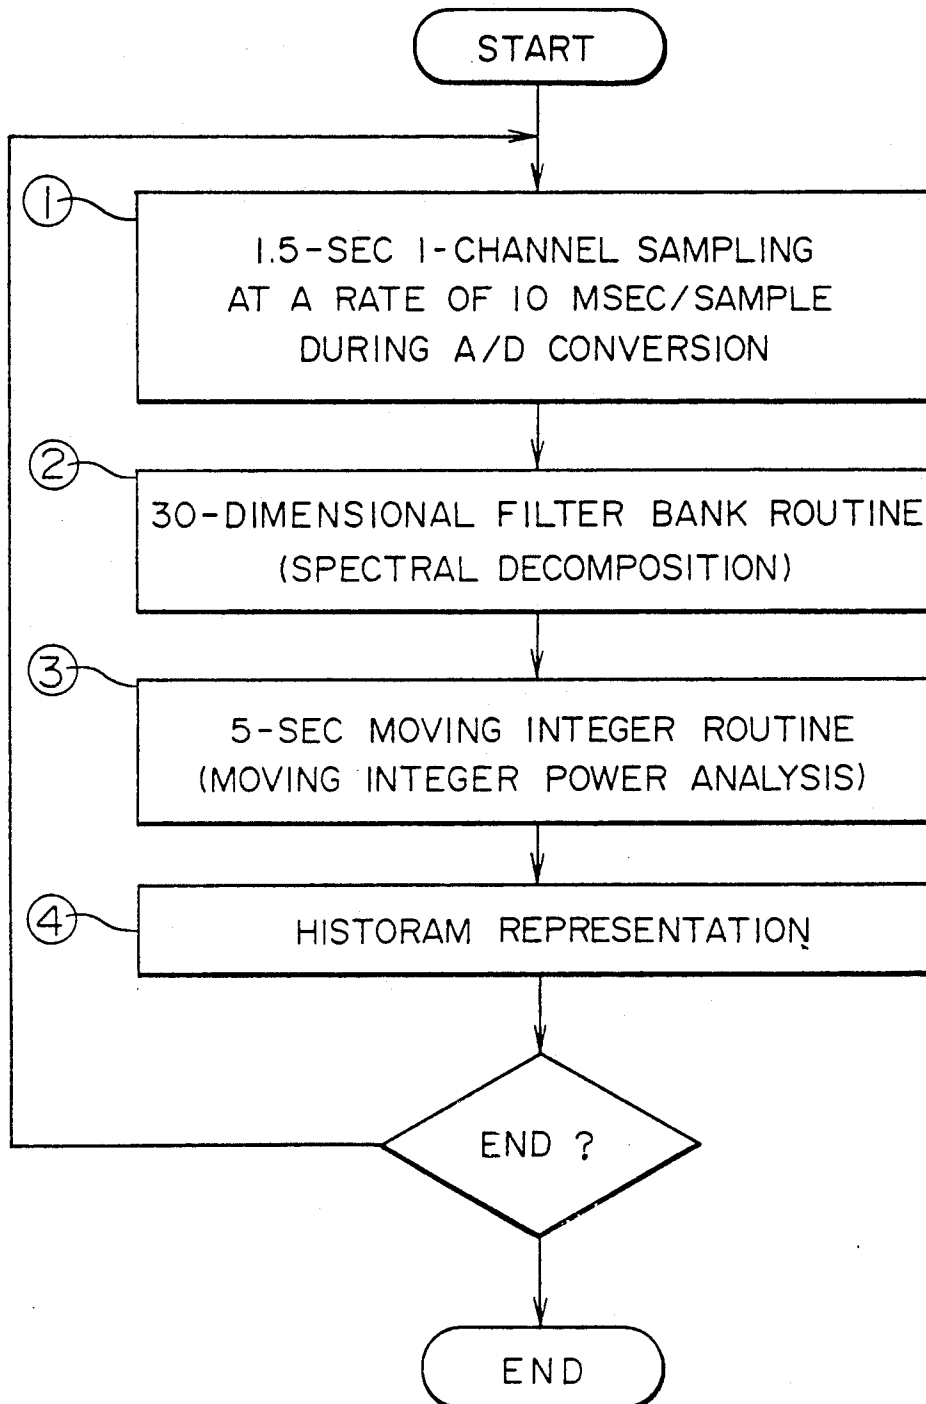 START
①
1.5-SEC 1-CHANNEL SAMPLING
AT A RATE OF 10 MSEC/SAMPLE
DURING A/D CONVERSION
②
30-DIMENSIONAL FILTER BANK ROUTINE
(SPECTRAL DECOMPOSITION)
③
5-SEC MOVING INTEGER ROUTINE
(MOVING INTEGER POWER ANALYSIS)
④
HISTORAM REPRESENTATION
END ?
END